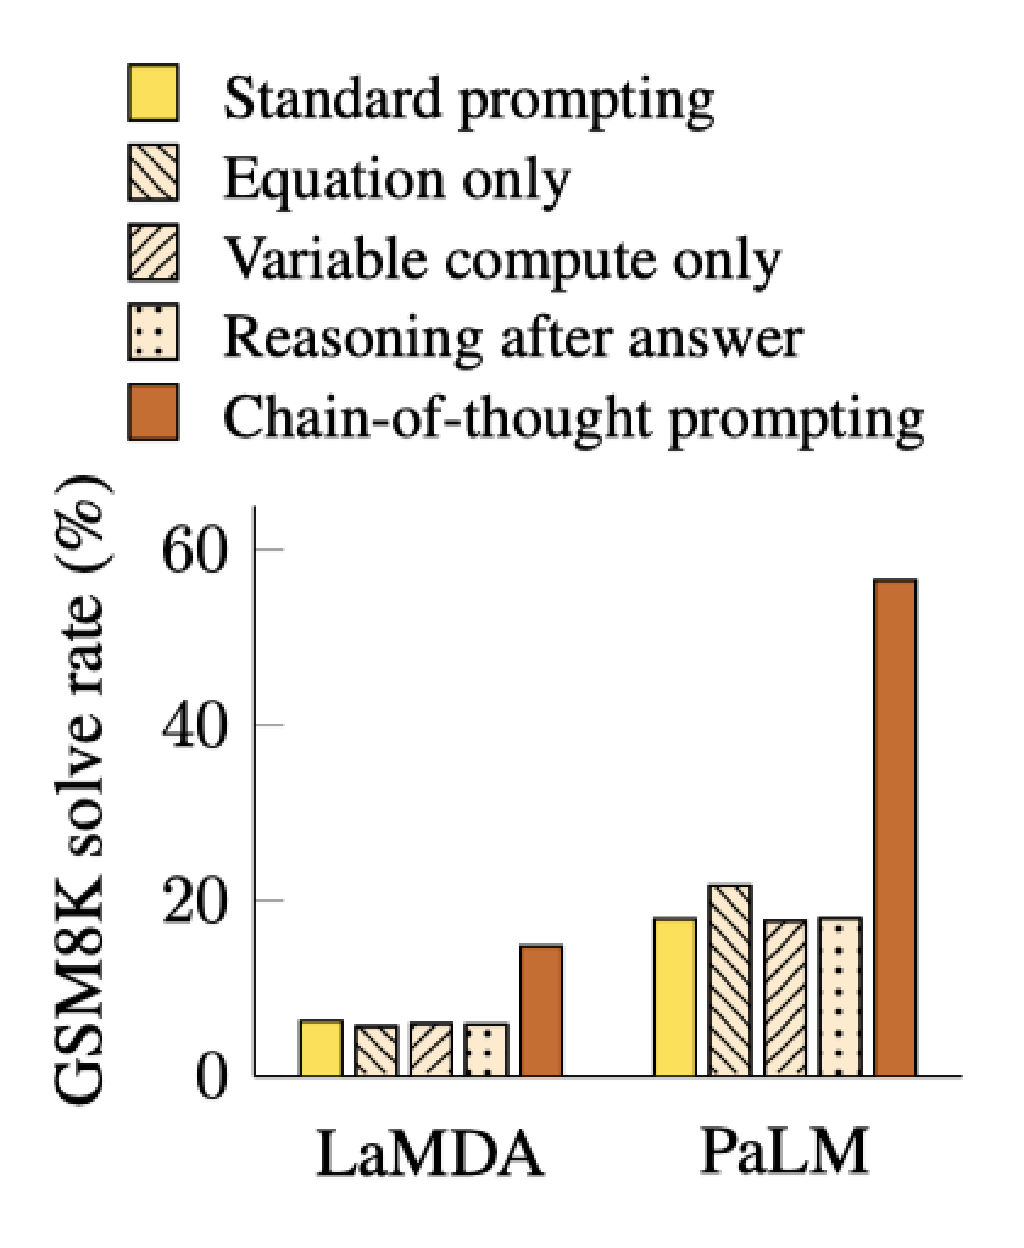 Standard prompting
Equation only
Variable compute only
Reasoning after answer
Chain-of-thought prompting
GSM8K solve rate (%)
60
40
20
0
LaMDA
PaLM